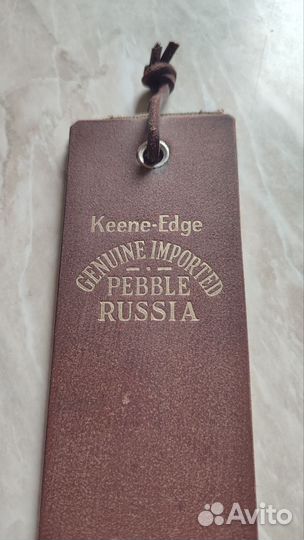 Keene-Edge
GENUINE IMPORTED
PEBBLE
RUSSIA
Avito